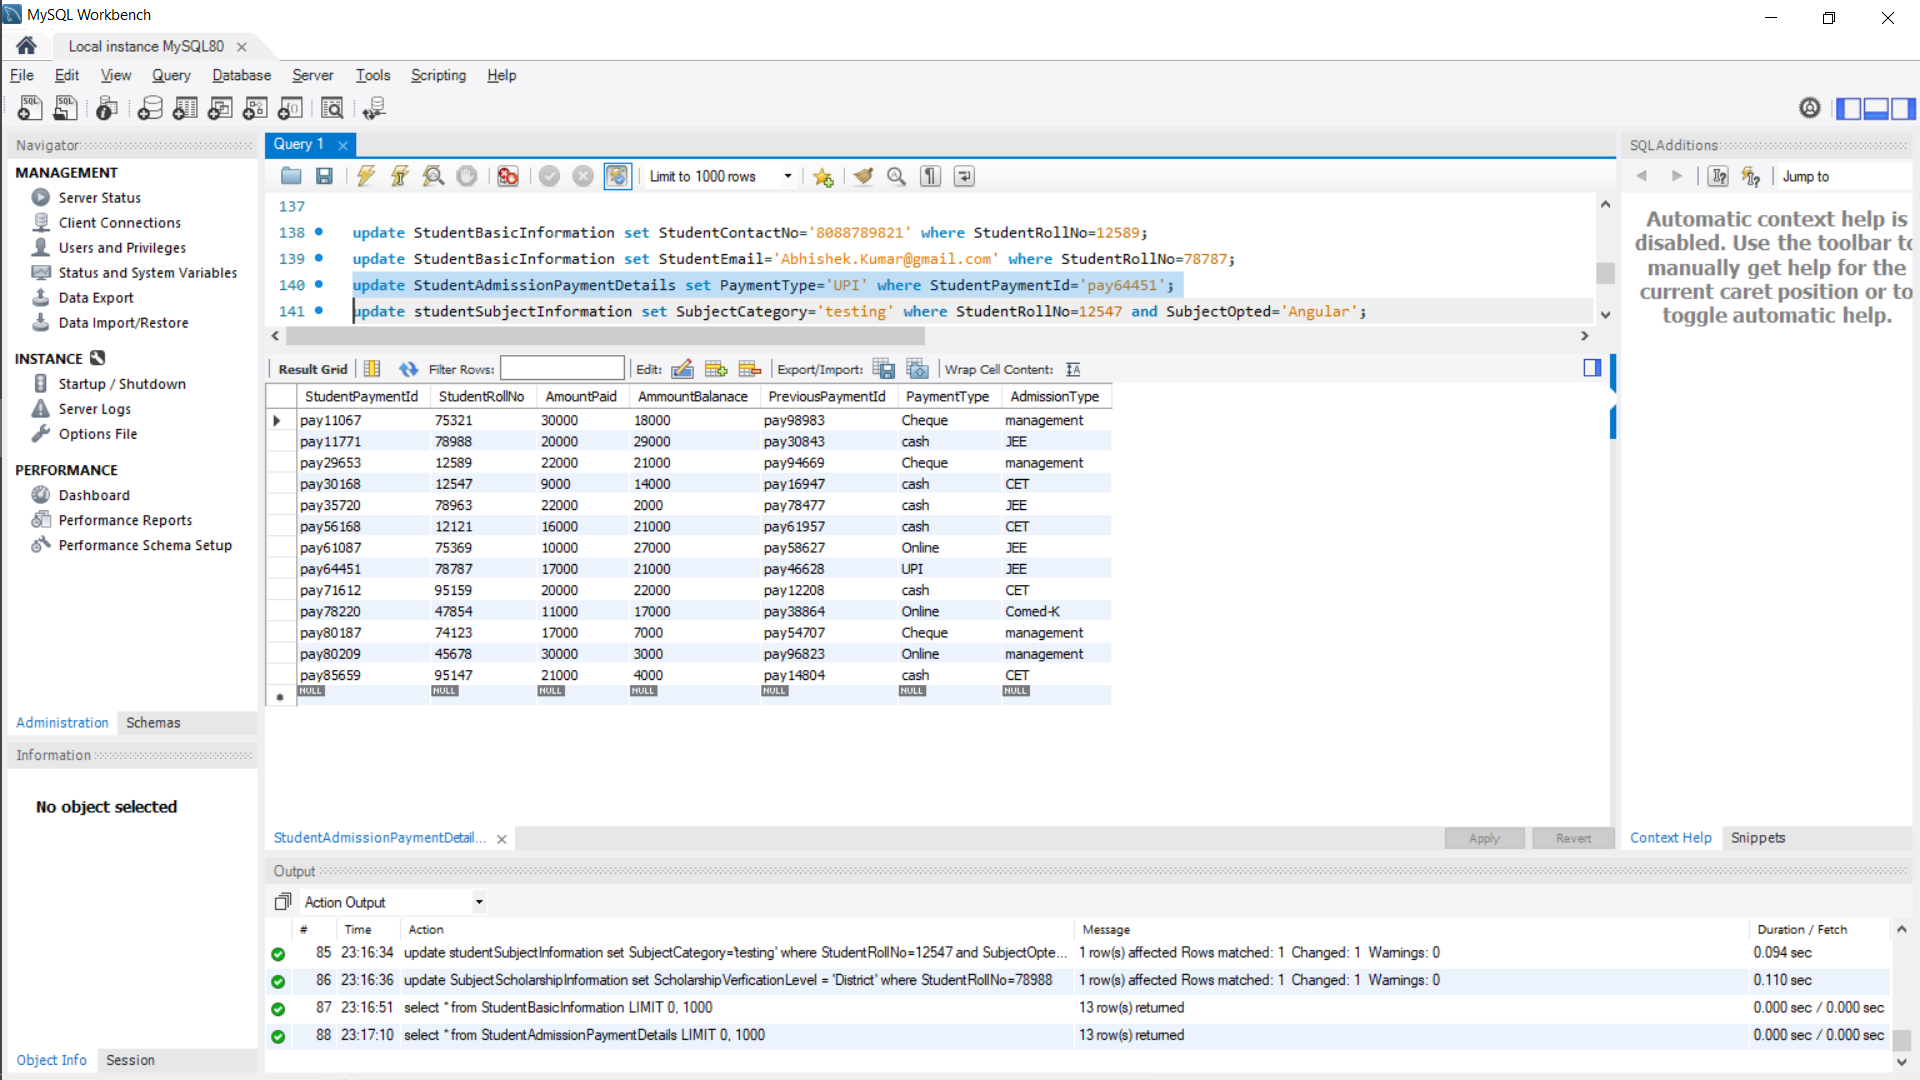 MySQL Workbench
Local instance MySQL80
File Edit View Query Database Server Tools Scripting Help
Navigator
MANAGEMENT
Server Status
Client Connections
Users and Privileges
Status and System Variables
Data Export
Data Import/Restore
INSTANCE
Startup / Shutdown
Server Logs
Options File
PERFORMANCE
Dashboard
Performance Reports
Performance Schema Setup
Administration Schemas
Information
No object selected
Object Info Session
Query 1
Limit to 1000 rows
137
138 update StudentBasicInformation set StudentContactNo='8088789821' where StudentRollNo=12589;
139 update StudentBasicInformation set StudentEmail='Abhishek.Kumar@gmail.com' where StudentRollNo=78787;
140 update StudentAdmissionPaymentDetails set PaymentType='UPI' where StudentPaymentId='pay64451';
141 update studentSubjectInformation set SubjectCategory='testing' where StudentRollNo=12547 and SubjectOpted='Angular';
Result Grid Filter Rows: Edit: Export/Import: Wrap Cell Content:
StudentPaymentId StudentRollNo AmountPaid AmmountBalanace PreviousPaymentId PaymentType AdmissionType
pay11067 75321 30000 18000 pay98983 Cheque management
pay11771 78988 20000 29000 pay30843 cash JEE
pay29653 12589 22000 21000 pay94669 Cheque management
pay30168 12547 9000 14000 pay16947 cash CET
pay35720 78963 22000 2000 pay78477 cash JEE
pay56168 12121 16000 21000 pay61957 cash CET
pay61087 75369 10000 27000 pay58627 Online JEE
pay64451 78787 17000 21000 pay46628 UPI JEE
pay71612 95159 20000 22000 pay12208 cash CET
pay78220 47854 11000 17000 pay38864 Online Comed-K
pay80187 74123 17000 7000 pay54707 Cheque management
pay80209 45678 30000 3000 pay96823 Online management
pay85659 95147 21000 4000 pay14804 cash CET
NULL NULL NULL NULL NULL NULL NULL
StudentAdmissionPaymentDetail...
Apply Revert
SQLAdditions
Jump to
Automatic context help is
disabled. Use the toolbar to
manually get help for the
current caret position or to
toggle automatic help.
Context Help Snippets
Output
Action Output
# Time Action Message Duration / Fetch
85 23:16:34 update studentSubjectInformation set SubjectCategory='testing' where StudentRollNo=12547 and SubjectOpte... 1 row(s) affected Rows matched: 1 Changed: 1 Warnings: 0 0.094 sec
86 23:16:36 update SubjectScholarshipInformation set ScholarshipVerficationLevel = 'District' where StudentRollNo=78988 1 row(s) affected Rows matched: 1 Changed: 1 Warnings: 0 0.110 sec
87 23:16:51 select * from StudentBasicInformation LIMIT 0, 1000 13 row(s) returned 0.000 sec / 0.000 sec
88 23:17:10 select * from StudentAdmissionPaymentDetails LIMIT 0, 1000 13 row(s) returned 0.000 sec / 0.000 sec